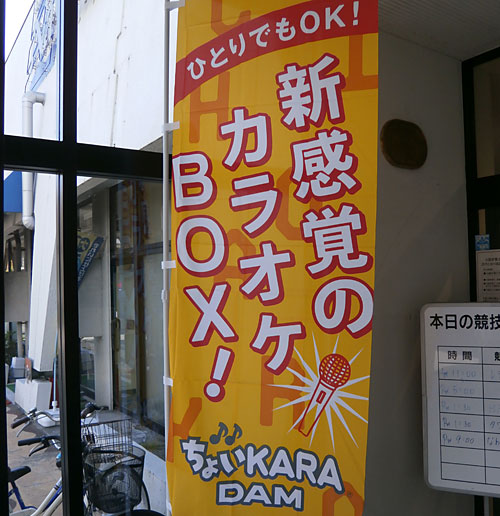 ひとりでもOK!
新感覚の
カラオケ
BOX!
ちょいKARA
DAM
本日の競技
時間